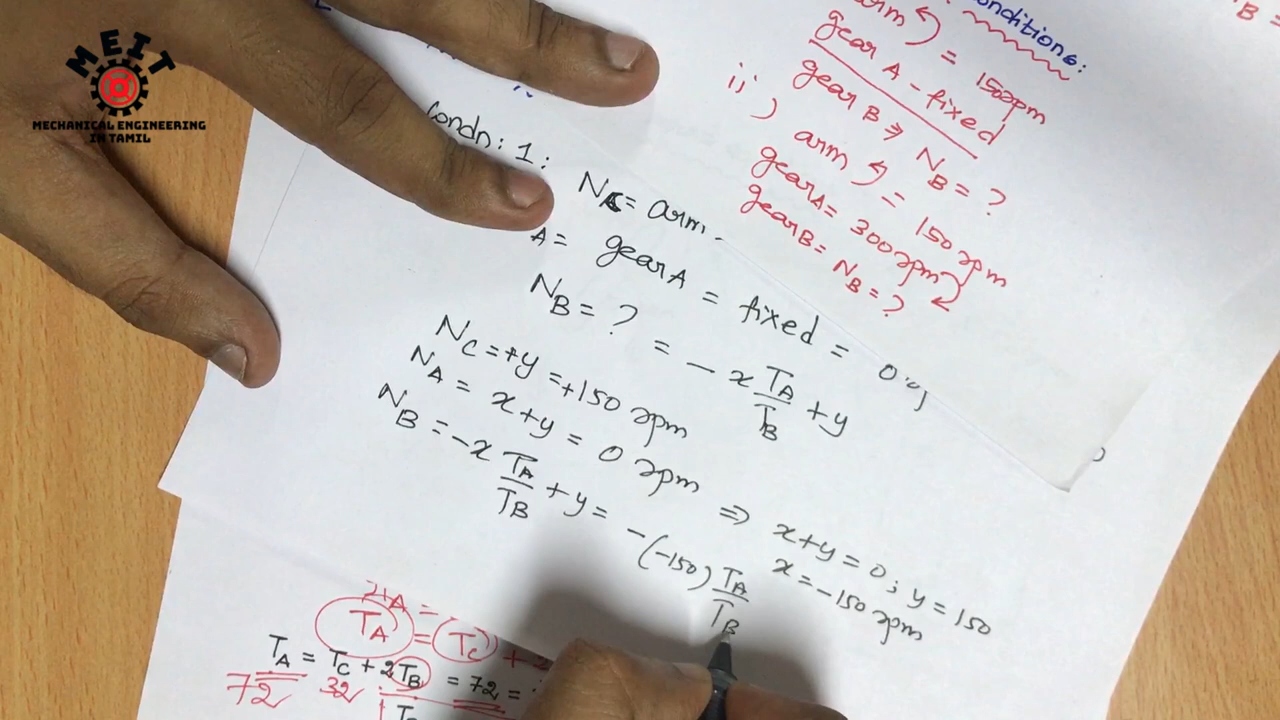 MEIT
MECHANICAL ENGINEERING
IN TAMIL
conditions:
arm ↶ = 150rpm
gear A - fixed
gear B ⇒ N_B = ?
ii) arm ↶ = 150 rpm
gear A = 300rpm
gear B = N_B = ?
Condn: 1:
N_C = arm.
A = gear A = fixed = 0
N_B = ? = - x T_A/T_B + y
N_C = +y = +150 rpm
N_A = x+y = 0 rpm ⇒ x+y = 0; y = 150
x = -150 rpm
N_B = -x T_A/T_B + y = -(-150) T_A/T_B
T_A = T_C +
T_A = T_C + 2T_B = 72 =
72 32